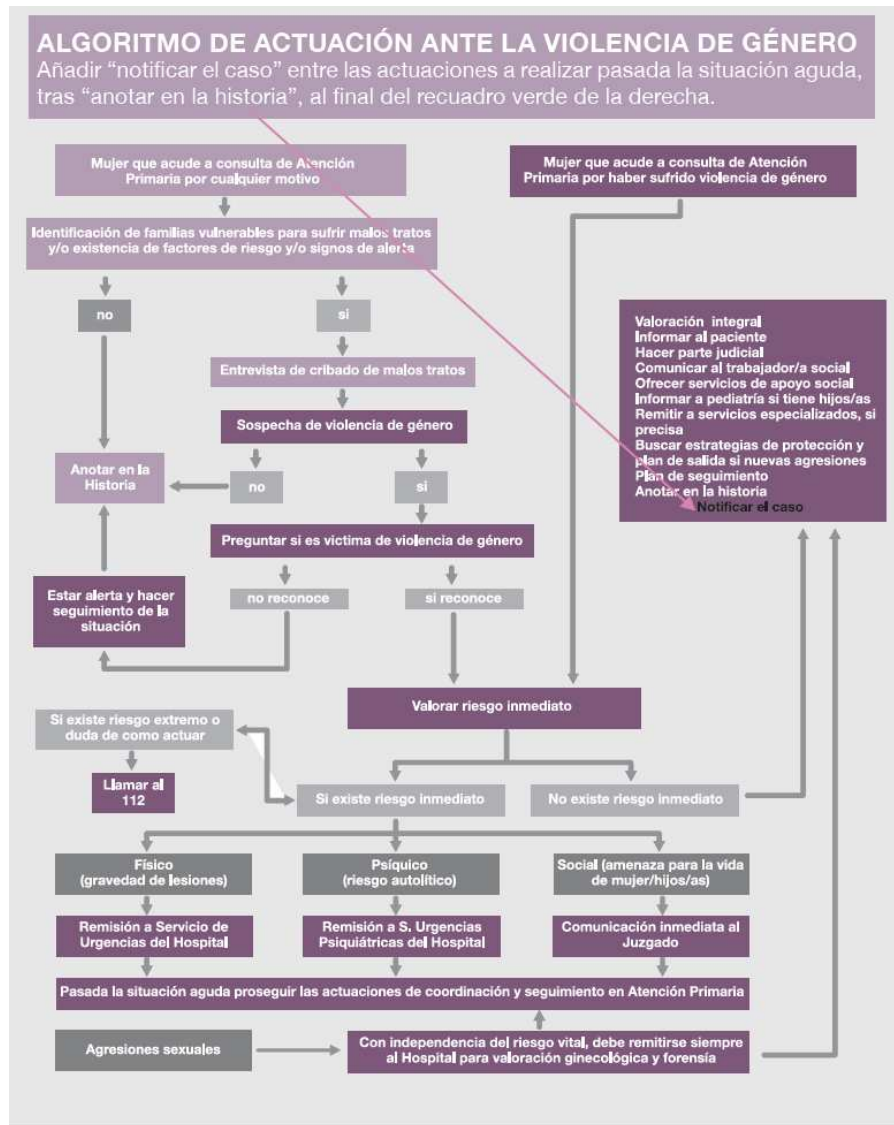 ALGORITMO DE ACTUACIÓN ANTE LA VIOLENCIA DE GÉNERO
Añadir “notificar el caso” entre las actuaciones a realizar pasada la situación aguda,
tras “anotar en la historia”, al final del recuadro verde de la derecha.
Mujer que acude a consulta de Atención
Primaria por cualquier motivo
Mujer que acude a consulta de Atención
Primaria por haber sufrido violencia de género
Identificación de familias vulnerables para sufrir malos tratos
y/o existencia de factores de riesgo y/o signos de alerta
no
si
Valoración integral
Informar al paciente
Hacer parte judicial
Comunicar al trabajador/a social
Ofrecer servicios de apoyo social
Informar a pediatría si tiene hijos/as
Remitir a servicios especializados, si
precisa
Buscar estrategias de protección y
plan de salida si nuevas agresiones
Plan de seguimiento
Anotar en la historia
Notificar el caso
Entrevista de cribado de malos tratos
Sospecha de violencia de género
Anotar en la
Historia
no
si
Preguntar si es victima de violencia de género
Estar alerta y hacer
seguimiento de la
situación
no reconoce
si reconoce
Valorar riesgo inmediato
Si existe riesgo extremo o
duda de como actuar
Llamar al
112
Si existe riesgo inmediato
No existe riesgo inmediato
Físico
(gravedad de lesiones)
Psíquico
(riesgo autolítico)
Social (amenaza para la vida
de mujer/hijos/as)
Remisión a Servicio de
Urgencias del Hospital
Remisión a S. Urgencias
Psiquiátricas del Hospital
Comunicación inmediata al
Juzgado
Pasada la situación aguda proseguir las actuaciones de coordinación y seguimiento en Atención Primaria
Agresiones sexuales
Con independencia del riesgo vital, debe remitirse siempre
al Hospital para valoración ginecológica y forensía